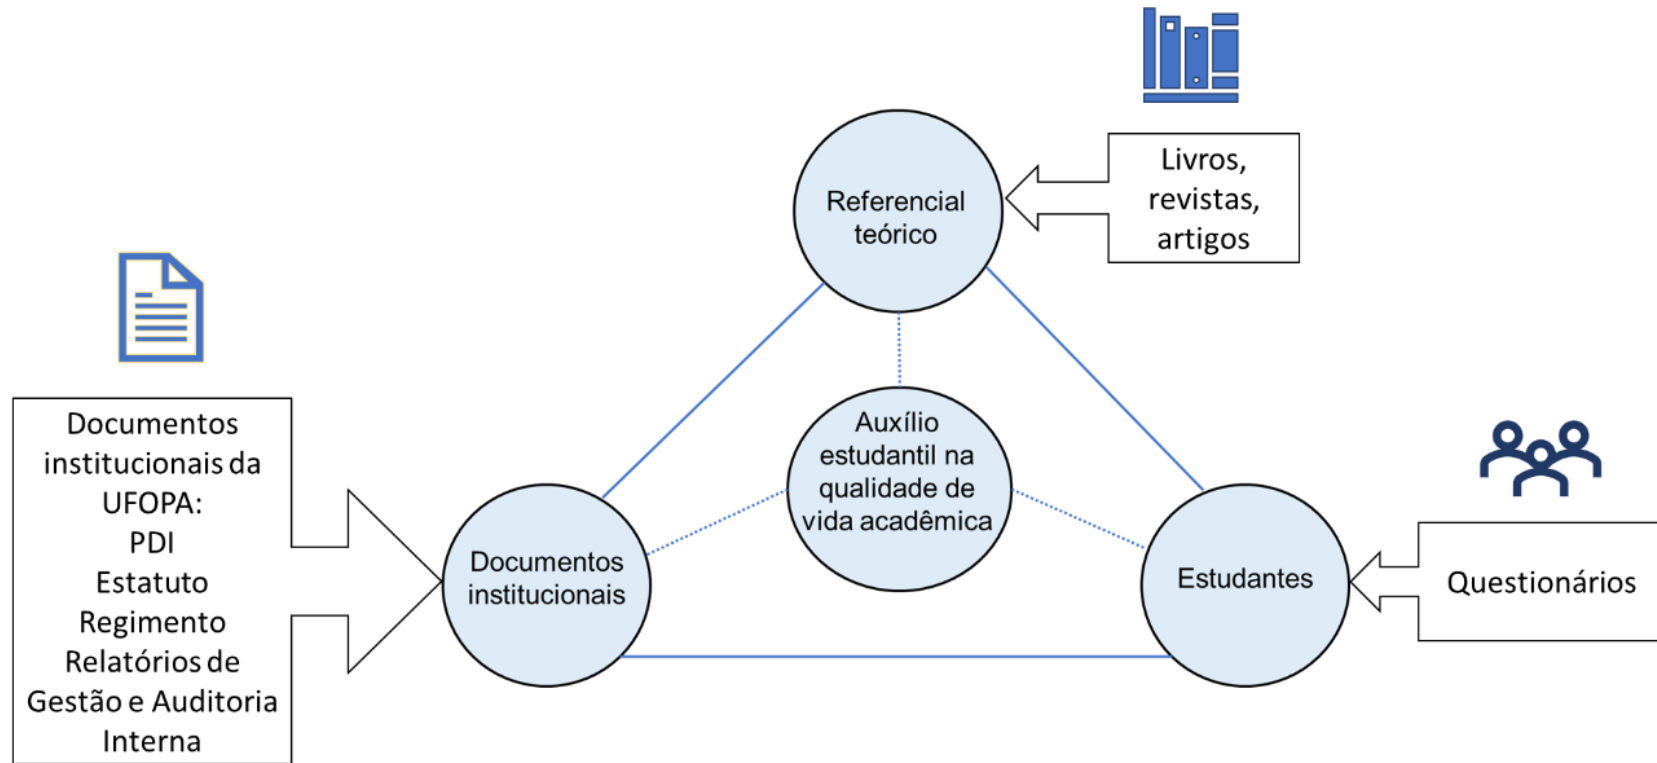 Livros,
revistas,
artigos
Referencial
teórico
Documentos
institucionais da
UFOPA:
PDI
Estatuto
Regimento
Relatórios de
Gestão e Auditoria
Interna
Auxílio
estudantil na
qualidade de
vida acadêmica
Documentos
institucionais
Estudantes
Questionários